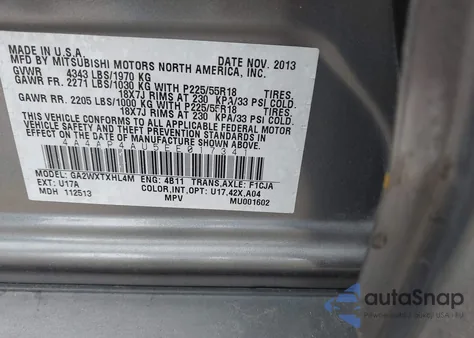 MADE IN U.S.A. DATE NOV. 2013
MFD BY MITSUBISHI MOTORS NORTH AMERICA, INC.
GVWR 4343 LBS/1970 KG
GAWR FR. 2271 LBS/1030 KG WITH P225/55R18 TIRES,
18X7J RIMS AT 230 KPA/33 PSI COLD
GAWR RR. 2205 LBS/1000 KG WITH P225/55R18 TIRES,
18X7J RIMS AT 230 KPA/33 PSI COLD
THIS VEHICLE CONFORMS TO ALL APPLICABLE FEDERAL MOTOR
VEHICLE SAFETY AND THEFT PREVENTION STANDARDS IN EFFECT
ON THE DATE OF MANUFACTURE SHOWN ABOVE.
4A4AP4AU5EE017341
MODEL: GA2WXTXHL4M ENG: 4B11 TRANS,AXLE: F1CJA
EXT: U17A COLOR,INT,OPT: U17.42X,A04
MDH 112513 MPV MU001602
autoSnap